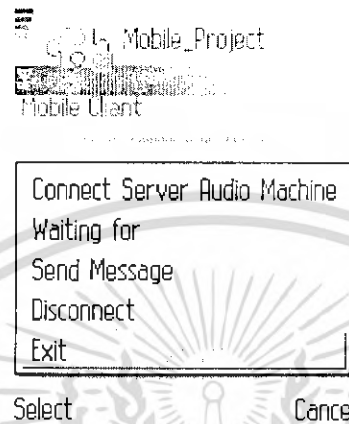 Mobile_Project
Mobile Client
Connect Server Audio Machine
Waiting for
Send Message
Disconnect
Exit
Select
Cance